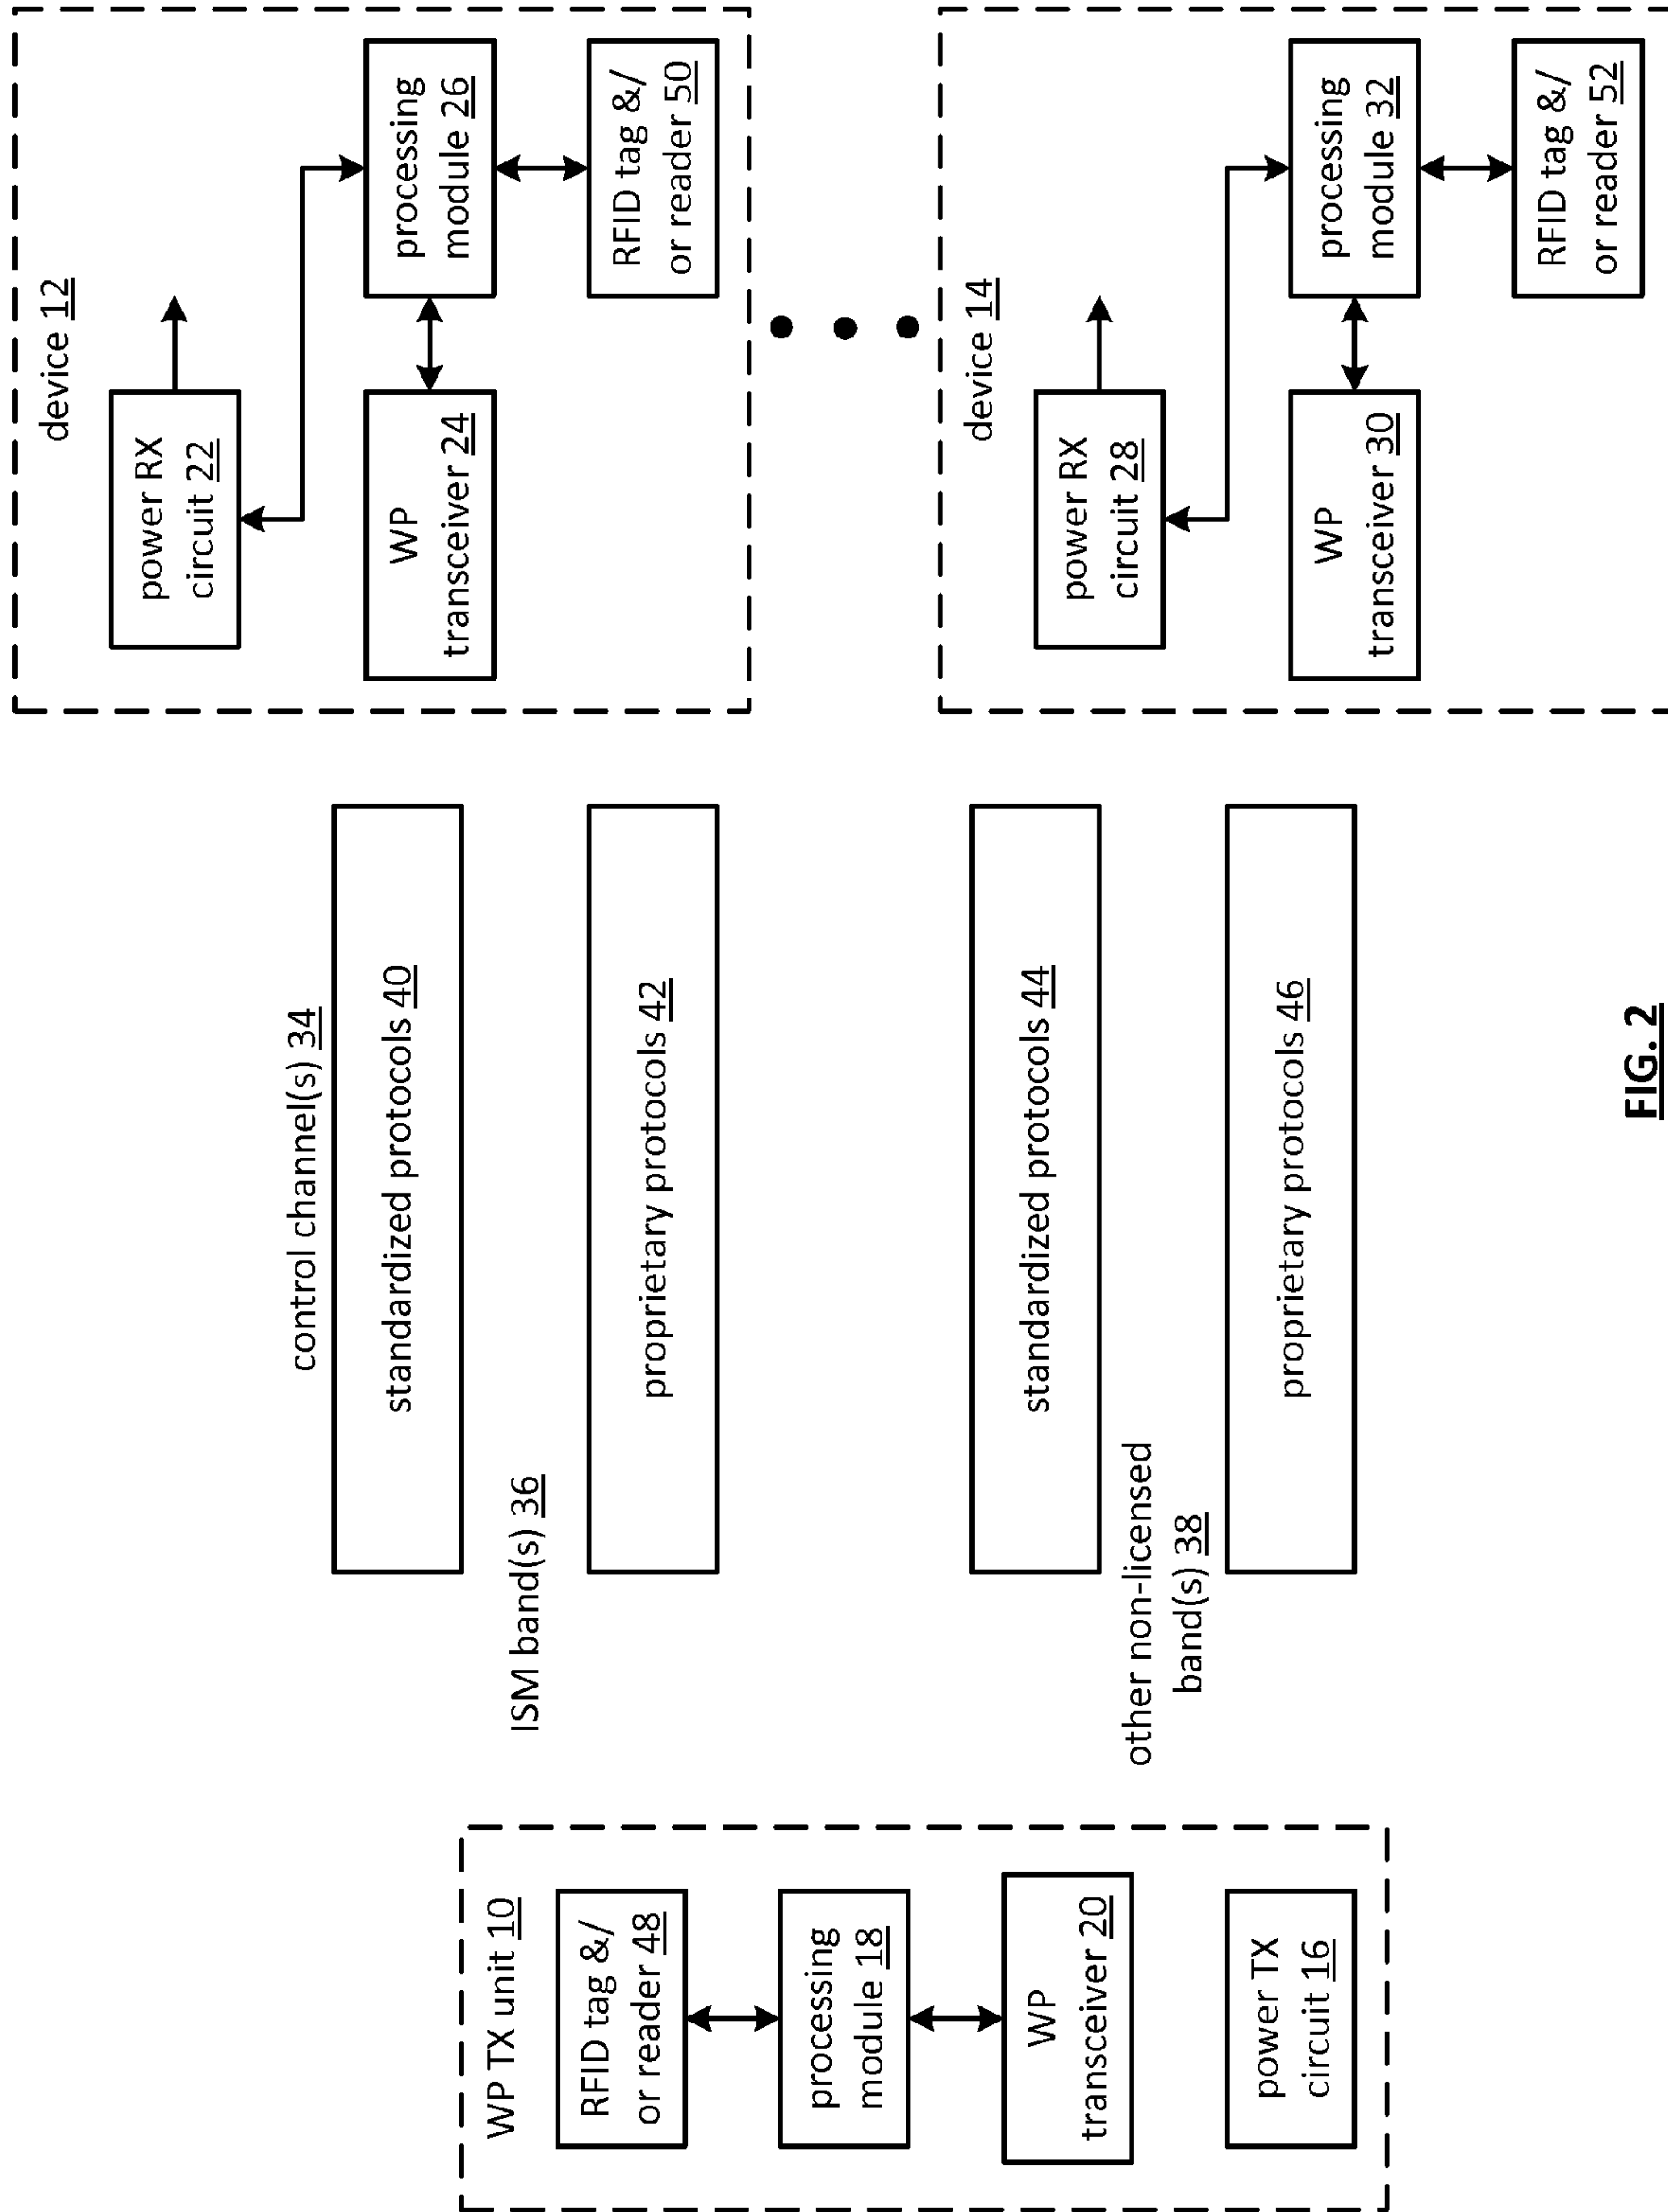 WP TX unit 10
RFID tag &/
or reader 48
processing
module 18
WP
transceiver 20
power TX
circuit 16
control channel(s) 34
standardized protocols 40
ISM band(s) 36
proprietary protocols 42
standardized protocols 44
other non-licensed
band(s) 38
proprietary protocols 46
device 12
power RX
circuit 22
WP
transceiver 24
processing
module 26
RFID tag &/
or reader 50
device 14
power RX
circuit 28
WP
transceiver 30
processing
module 32
RFID tag &/
or reader 52
FIG. 2